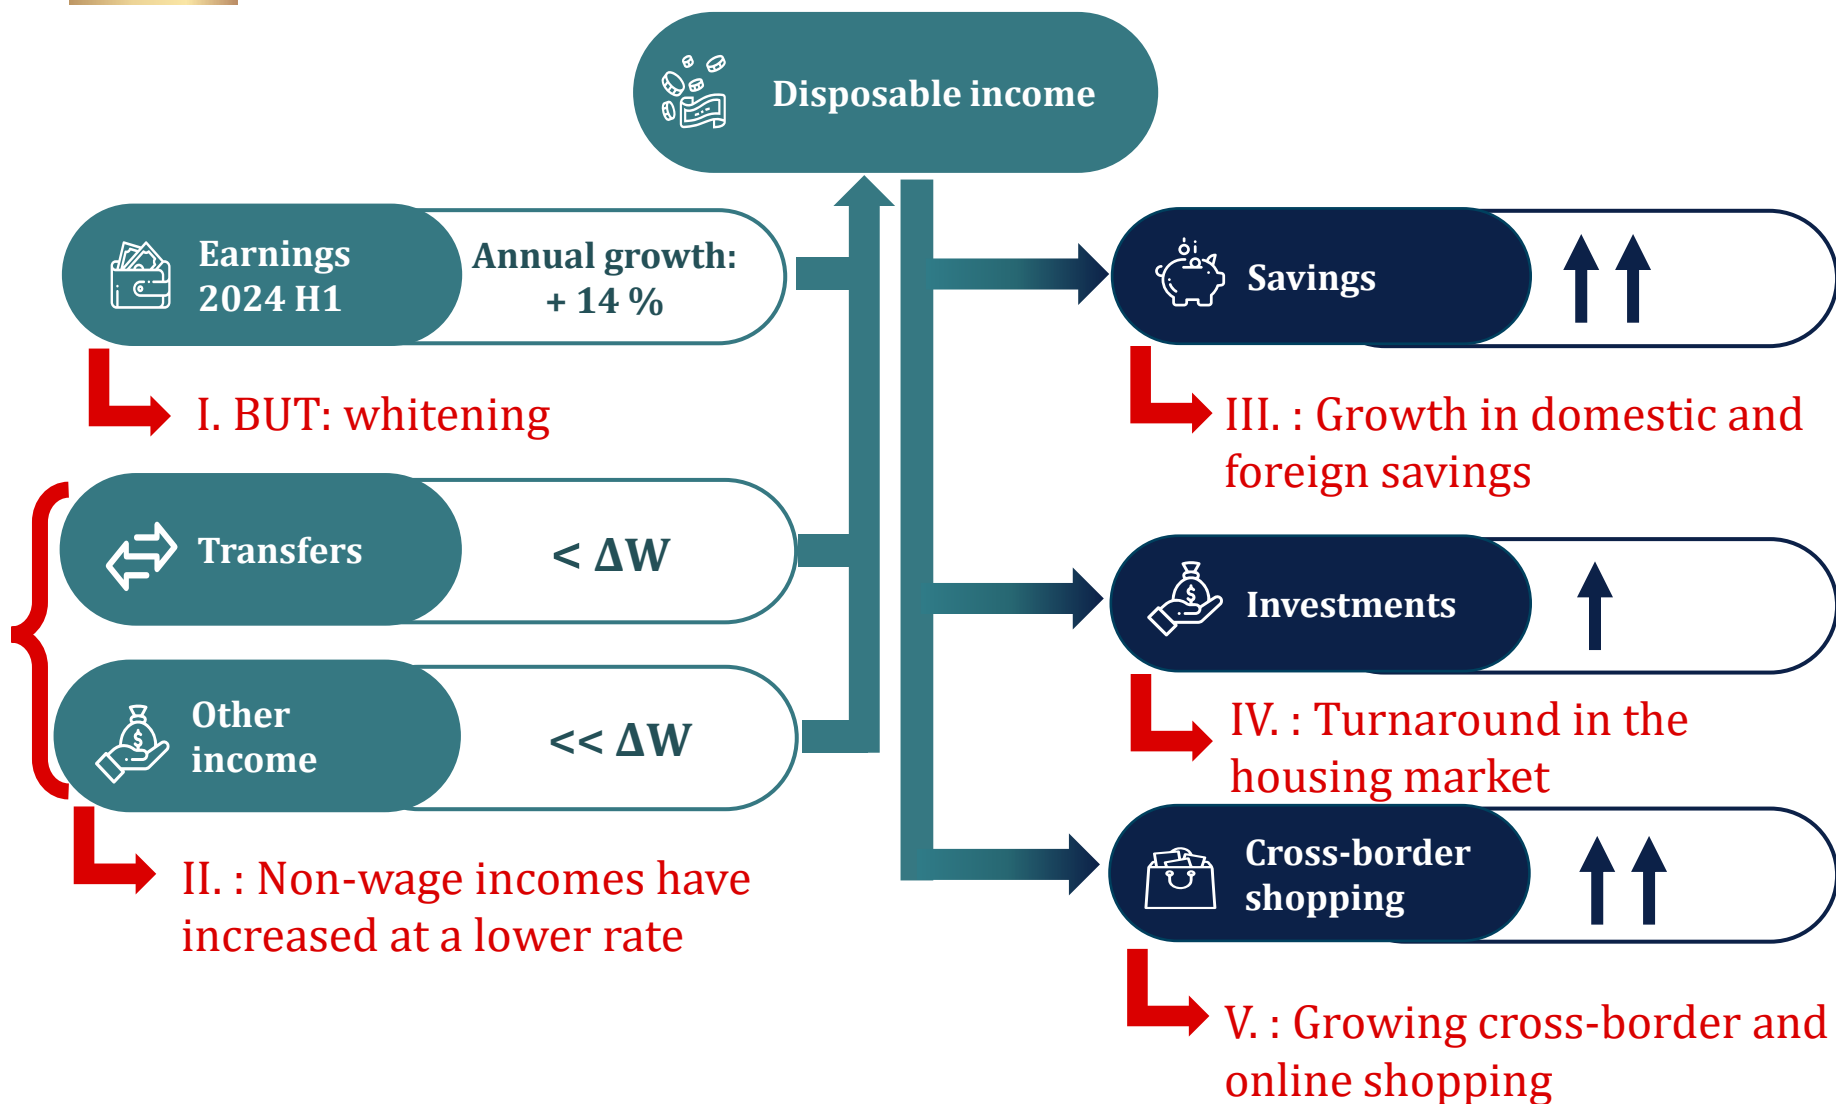 Disposable income
Earnings
2024 H1
Annual growth:
+ 14 %
I. BUT: whitening
Transfers
< ΔW
Other
income
<< ΔW
II. : Non-wage incomes have
increased at a lower rate
Savings
III. : Growth in domestic and
foreign savings
Investments
IV. : Turnaround in the
housing market
Cross-border
shopping
V. : Growing cross-border and
online shopping